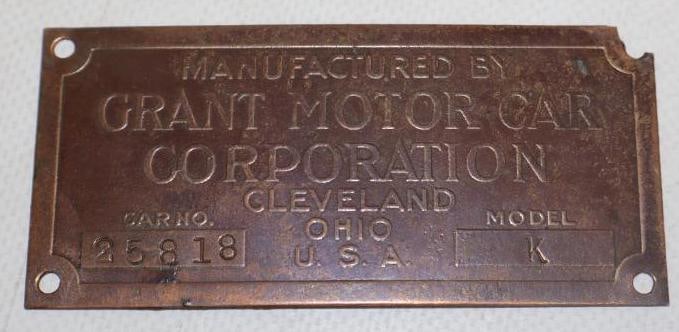 MANUFACTURED BY
GRANT MOTOR CAR
CORPORATION
CLEVELAND
OHIO
U. S. A.
CAR NO.
25818
MODEL
K